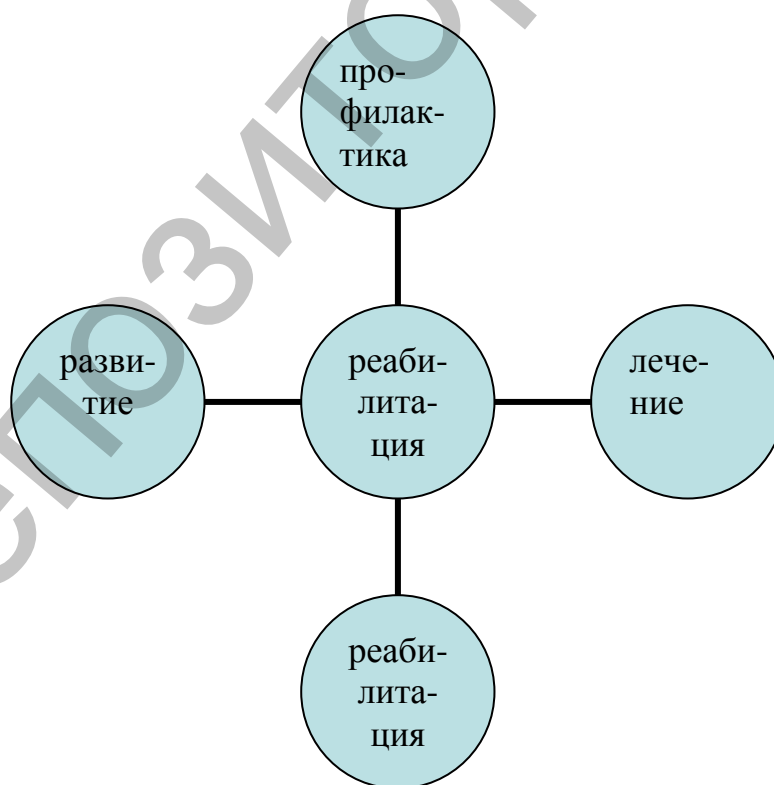 про-
филак-
тика
разви-
тие
реаби-
лита-
ция
лече-
ние
реаби-
лита-
ция